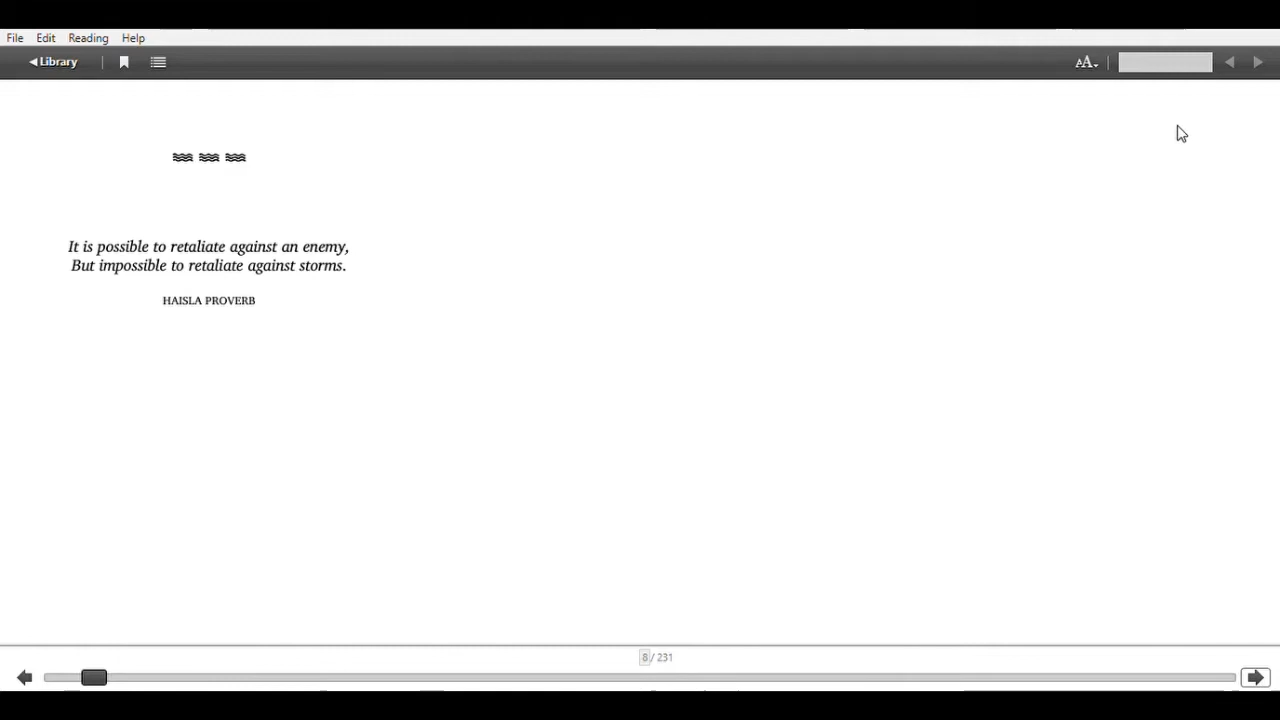 File Edit Reading Help
Library
AA
It is possible to retaliate against an enemy,
But impossible to retaliate against storms.
HAISLA PROVERB
8 / 231